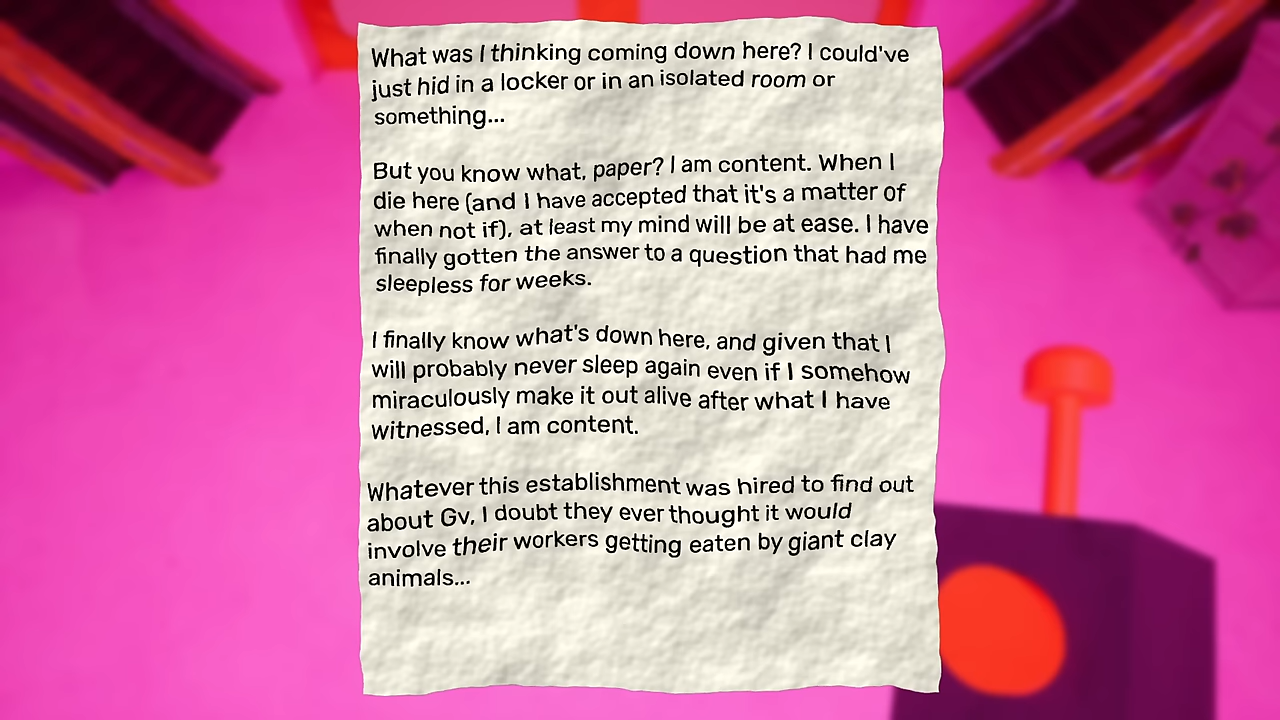 What was I thinking coming down here? I could've
just hid in a locker or in an isolated room or
something...
But you know what, paper? I am content. When I
die here (and I have accepted that it's a matter of
when not if), at least my mind will be at ease. I have
finally gotten the answer to a question that had me
sleepless for weeks.
I finally know what's down here, and given that I
will probably never sleep again even if I somehow
miraculously make it out alive after what I have
witnessed, I am content.
Whatever this establishment was hired to find out
about Gv, I doubt they ever thought it would
involve their workers getting eaten by giant clay
animals...